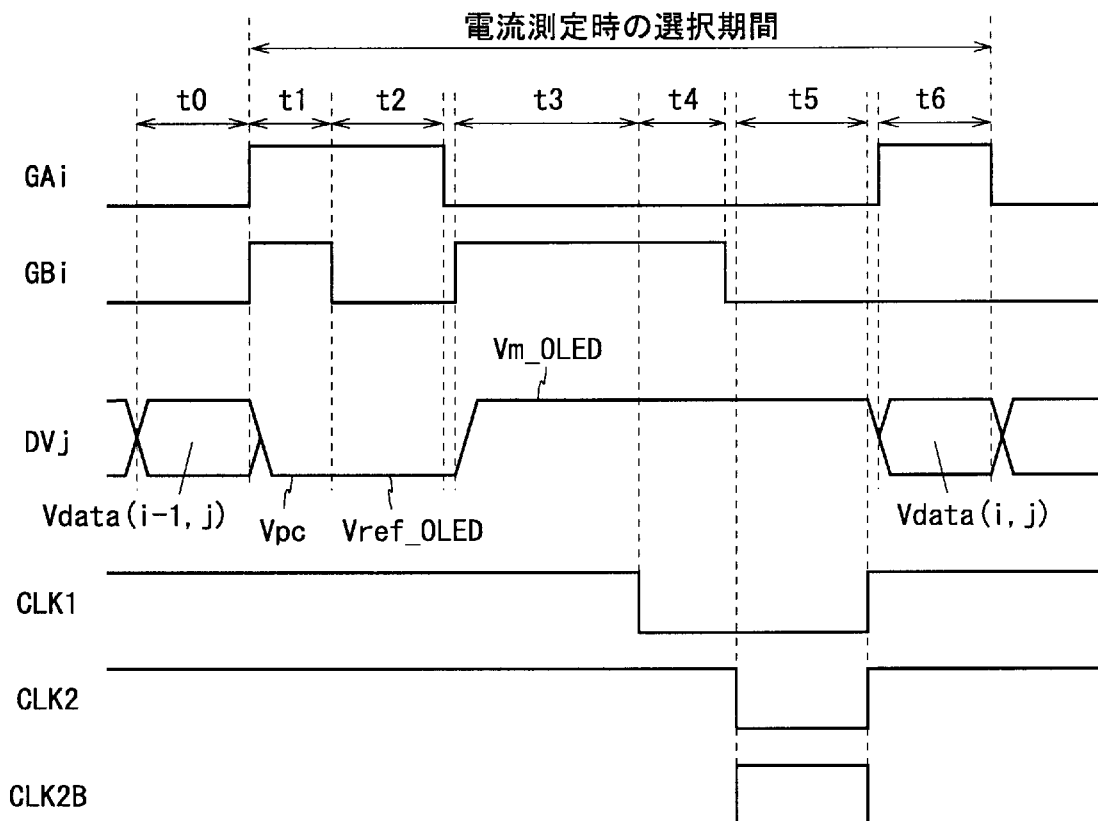 電流測定時の選択期間
t0 t1 t2 t3 t4 t5 t6
GAi
GBi
Vm_OLED
DVj
Vdata(i-1,j)
Vpc Vref_OLED
Vdata(i,j)
CLK1
CLK2
CLK2B